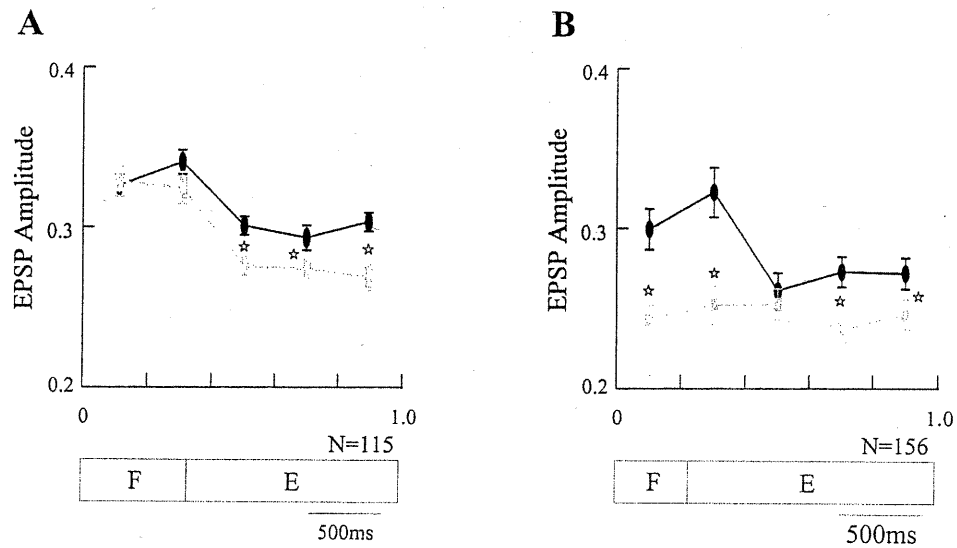 A
EPSP Amplitude
0.4
0.3
0.2
0
1.0
N=115
F
E
500ms
B
EPSP Amplitude
0.4
0.3
0.2
0
1.0
N=156
F
E
500ms